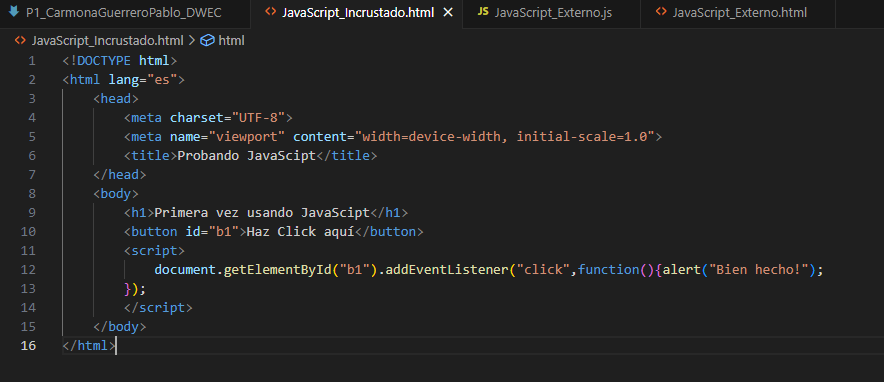 P1_CarmonaGuerreroPablo_DWEC JavaScript_Incrustado.html JS JavaScript_Externo.js JavaScript_Externo.html
JavaScript_Incrustado.html > html
1 <!DOCTYPE html>
2 <html lang="es">
3 <head>
4 <meta charset="UTF-8">
5 <meta name="viewport" content="width=device-width, initial-scale=1.0">
6 <title>Probando JavaScipt</title>
7 </head>
8 <body>
9 <h1>Primera vez usando JavaScipt</h1>
10 <button id="b1">Haz Click aquí</button>
11 <script>
12 document.getElementById("b1").addEventListener("click",function(){alert("Bien hecho!");
13 });
14 </script>
15 </body>
16 </html>